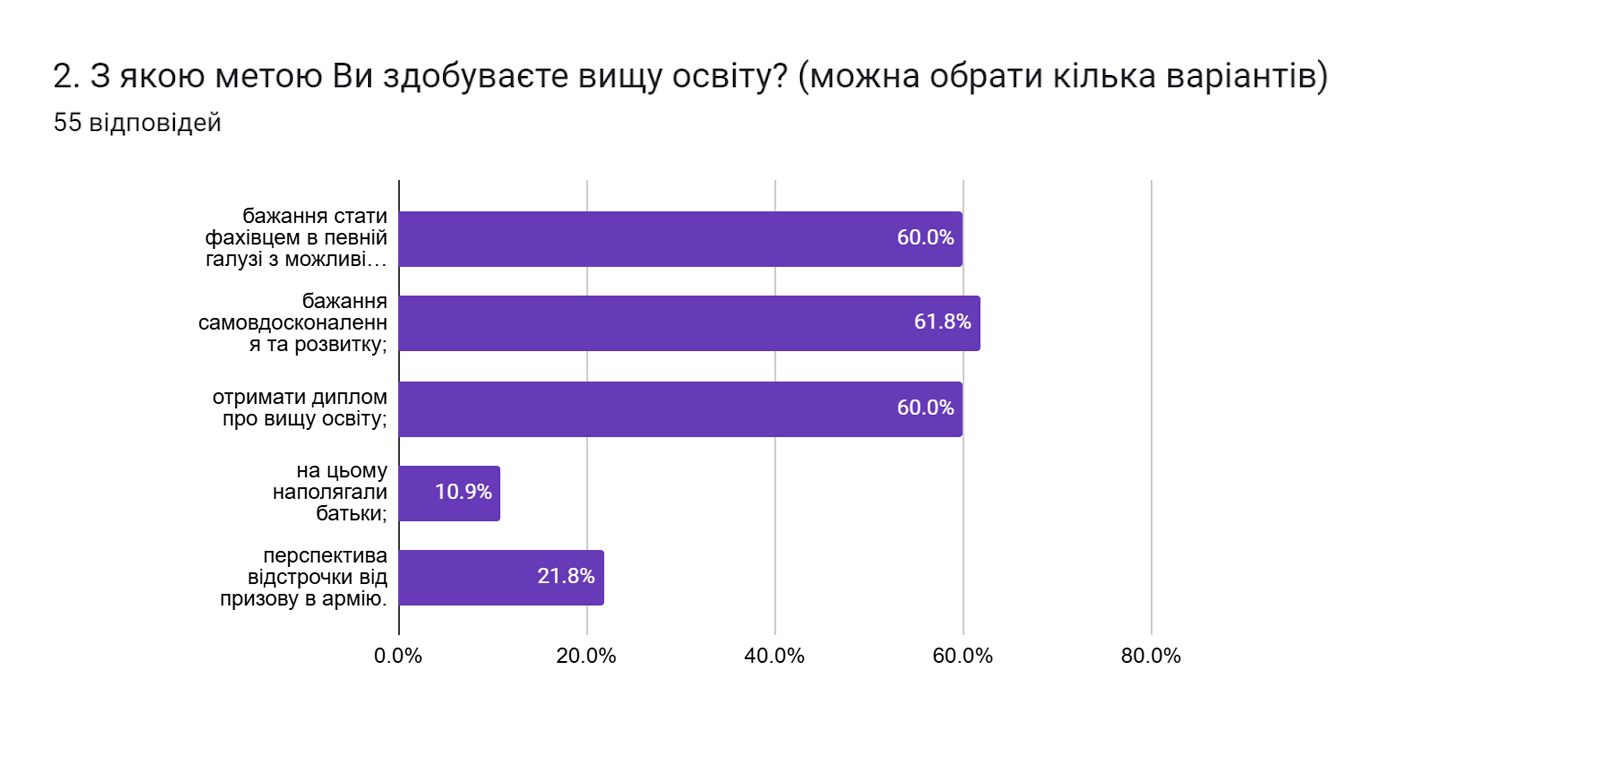 2. З якою метою Ви здобуваєте вищу освіту? (можна обрати кілька варіантів)
55 відповідей
бажання стати
фахівцем в певній
галузі з можливі…
60.0%
бажання
самовдосконаленн
я та розвитку;
61.8%
отримати диплом
про вищу освіту;
60.0%
на цьому
наполягали
батьки;
10.9%
перспектива
відстрочки від
призову в армію.
21.8%
0.0%
20.0%
40.0%
60.0%
80.0%